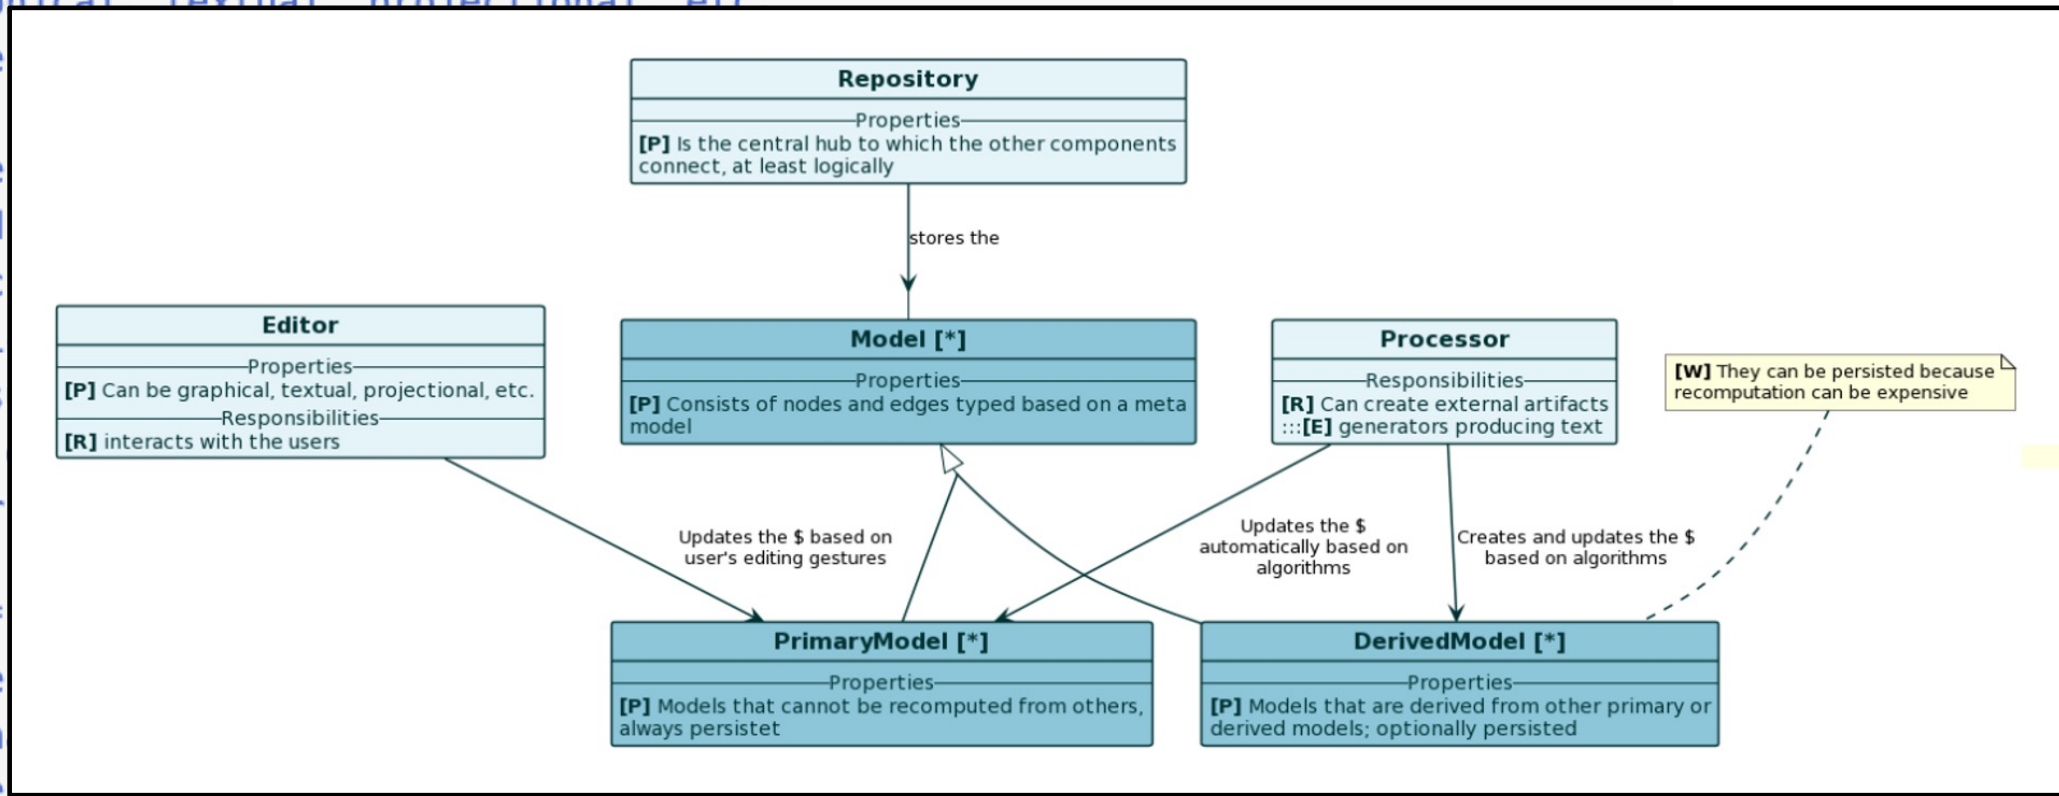 Repository
Properties
[P] Is the central hub to which the other components
connect, at least logically
stores the
Editor
Properties
[P] Can be graphical, textual, projectional, etc.
Responsibilities
[R] interacts with the users
Model [*]
Properties
[P] Consists of nodes and edges typed based on a meta
model
Processor
Responsibilities
[R] Can create external artifacts
:::[E] generators producing text
[W] They can be persisted because
recomputation can be expensive
Updates the $ based on
user's editing gestures
Updates the $
automatically based on
algorithms
Creates and updates the $
based on algorithms
PrimaryModel [*]
Properties
[P] Models that cannot be recomputed from others,
always persistet
DerivedModel [*]
Properties
[P] Models that are derived from other primary or
derived models; optionally persisted